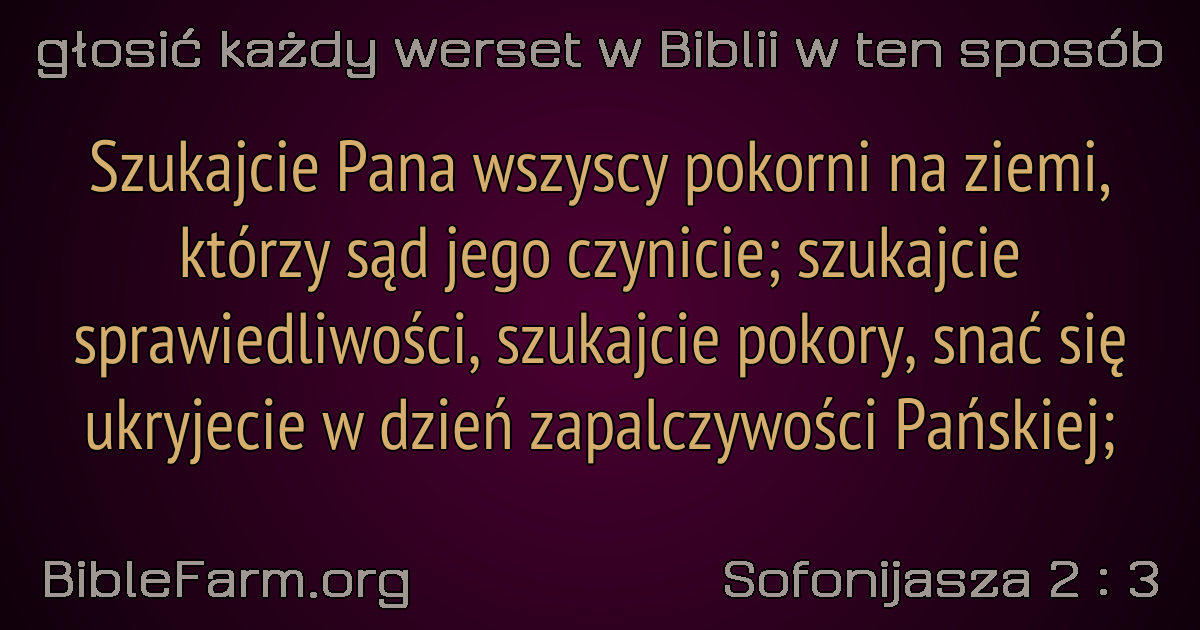 głosić każdy werset w Biblii w ten sposób
Szukajcie Pana wszyscy pokorni na ziemi,
którzy sąd jego czynicie; szukajcie
sprawiedliwości, szukajcie pokory, snać się
ukryjecie w dzień zapalczywości Pańskiej;
BibleFarm.org
Sofonijasza 2 : 3